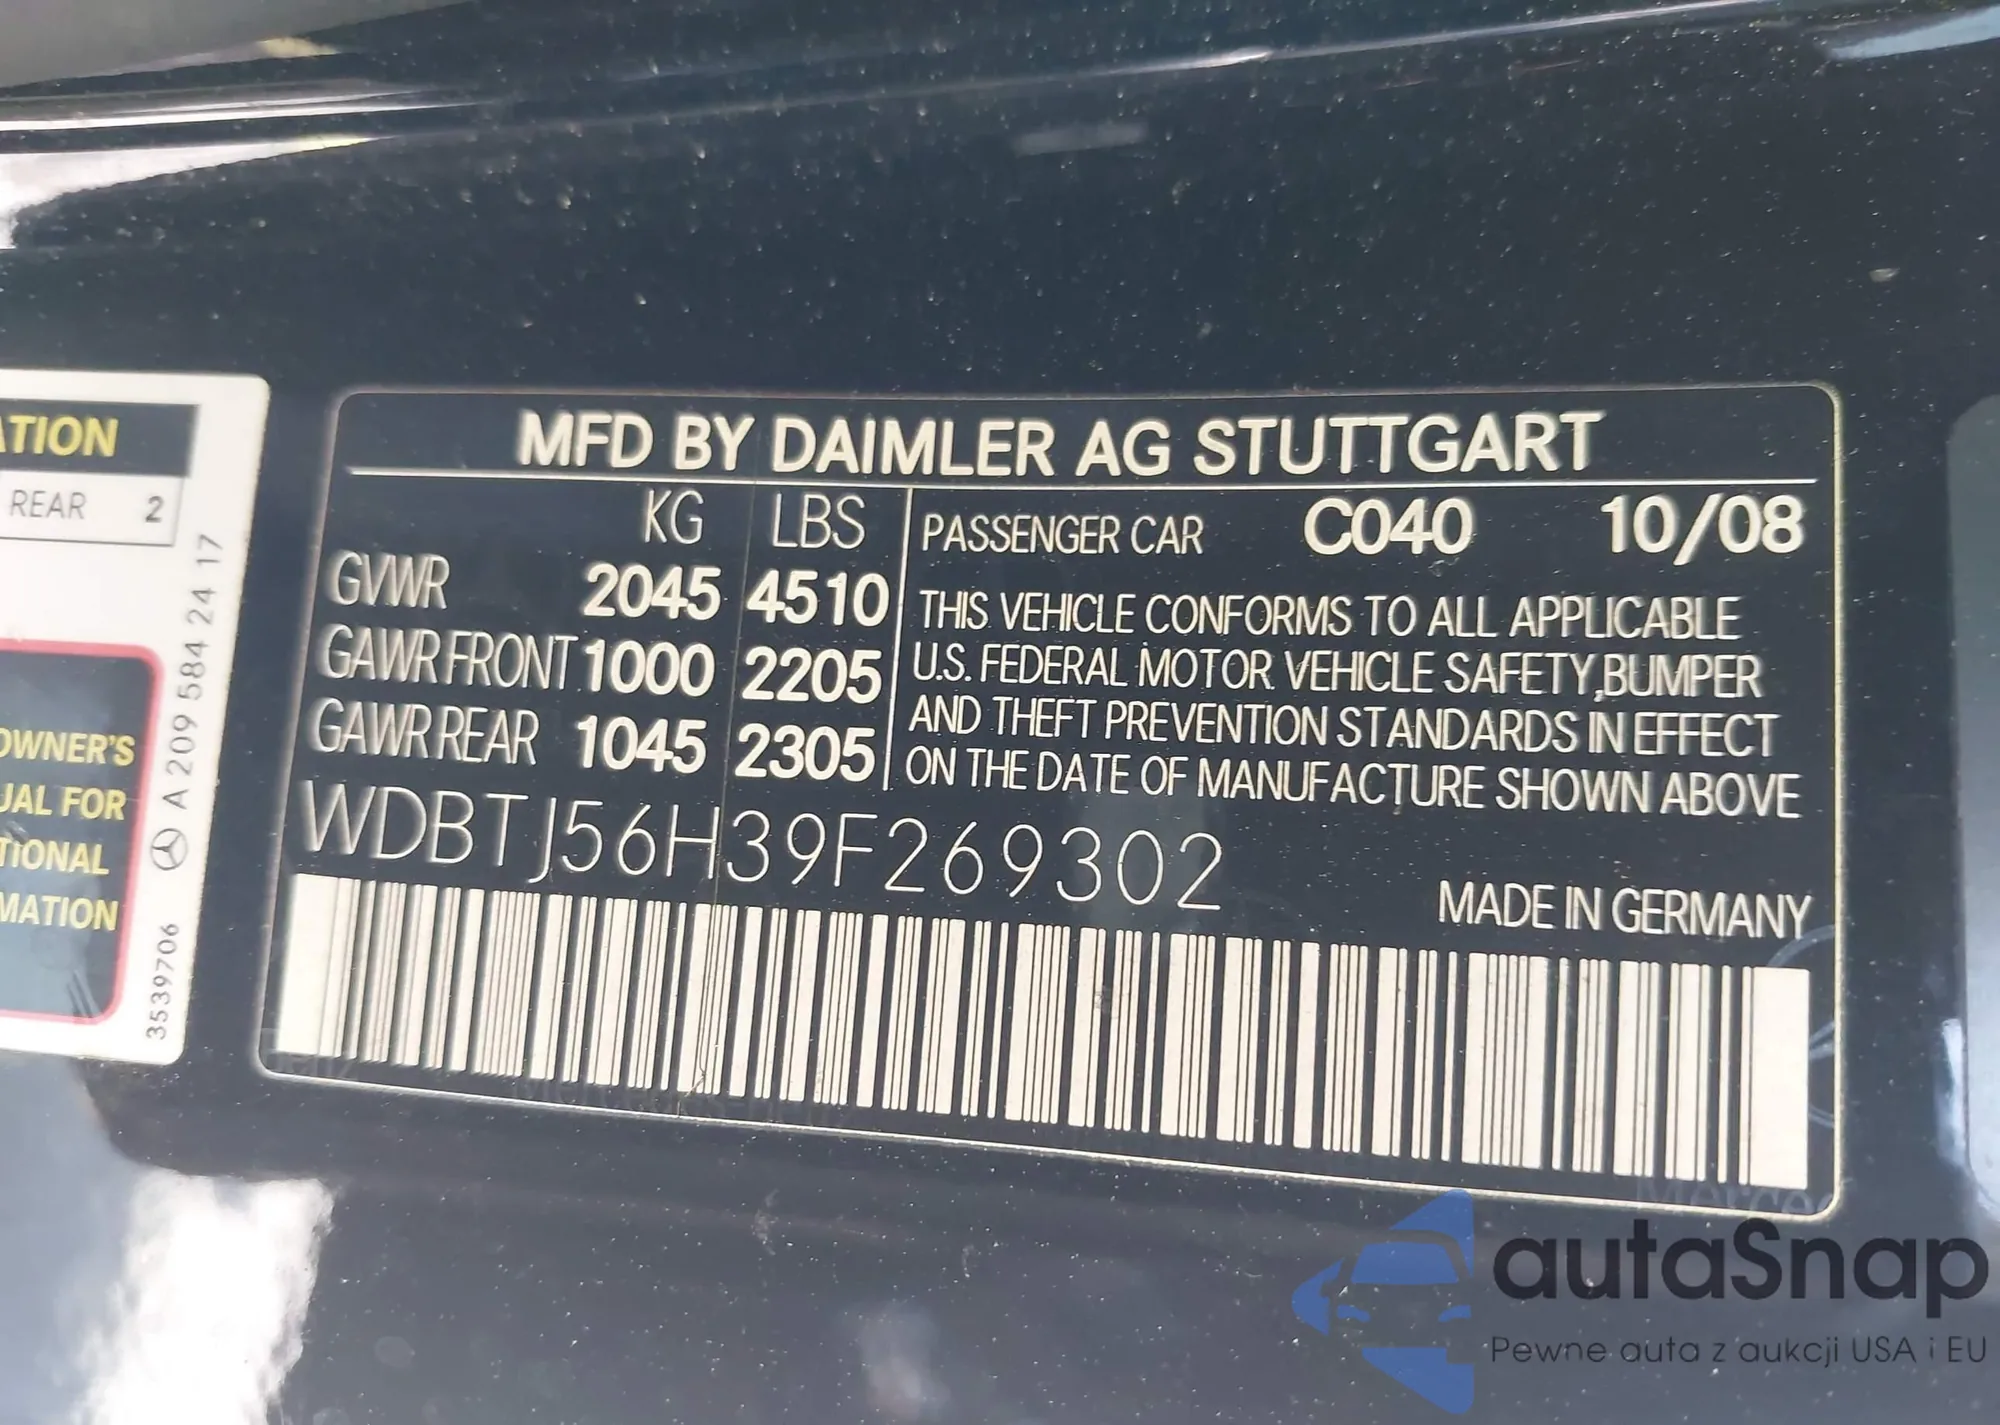 ATION
REAR 2
A 209 584 24 17
OWNER'S
UAL FOR
TIONAL
MATION
3539706
MFD BY DAIMLER AG STUTTGART
KG LBS
GVWR 2045 4510
GAWR FRONT 1000 2205
GAWR REAR 1045 2305
PASSENGER CAR C040 10/08
THIS VEHICLE CONFORMS TO ALL APPLICABLE
U.S. FEDERAL MOTOR VEHICLE SAFETY, BUMPER
AND THEFT PREVENTION STANDARDS IN EFFECT
ON THE DATE OF MANUFACTURE SHOWN ABOVE
WDBTJ56H39F269302
MADE IN GERMANY
autaSnap
Pewne auta z aukcji USA i EU